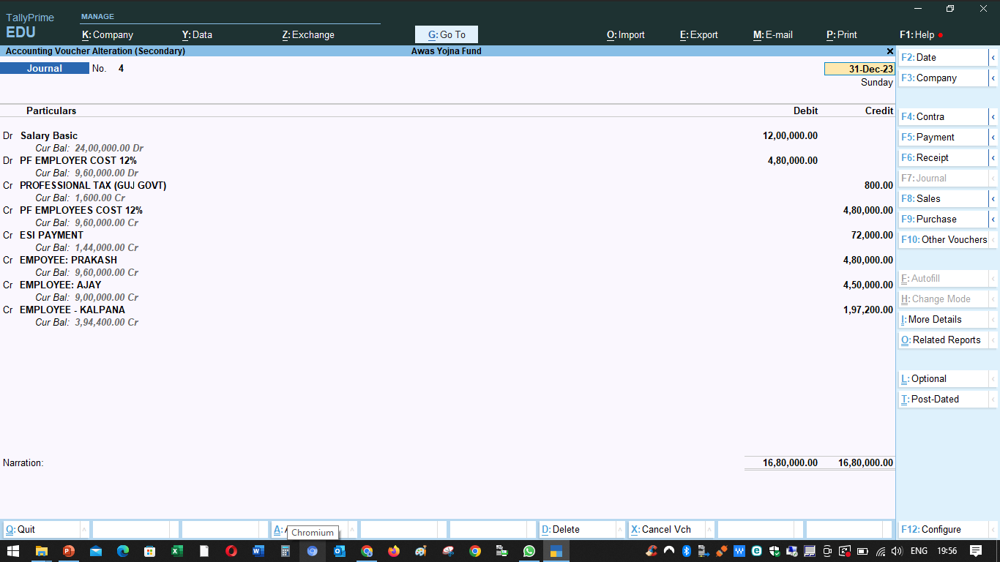 TallyPrime
EDU
MANAGE
K: Company Y: Data Z: Exchange G: Go To O: Import E: Export M: E-mail P: Print F1: Help
Accounting Voucher Alteration (Secondary) Awas Yojna Fund
Journal No. 4 31-Dec-23
Sunday
Particulars Debit Credit
Dr Salary Basic 12,00,000.00
Cur Bal: 24,00,000.00 Dr
Dr PF EMPLOYER COST 12% 4,80,000.00
Cur Bal: 9,60,000.00 Dr
Cr PROFESSIONAL TAX (GUJ GOVT) 800.00
Cur Bal: 1,600.00 Cr
Cr PF EMPLOYEES COST 12% 4,80,000.00
Cur Bal: 9,60,000.00 Cr
Cr ESI PAYMENT 72,000.00
Cur Bal: 1,44,000.00 Cr
Cr EMPOYEE: PRAKASH 4,80,000.00
Cur Bal: 9,60,000.00 Cr
Cr EMPLOYEE: AJAY 4,50,000.00
Cur Bal: 9,00,000.00 Cr
Cr EMPLOYEE - KALPANA 1,97,200.00
Cur Bal: 3,94,400.00 Cr
Narration: 16,80,000.00 16,80,000.00
F2: Date
F3: Company
F4: Contra
F5: Payment
F6: Receipt
F7: Journal
F8: Sales
F9: Purchase
F10: Other Vouchers
F: Autofill
H: Change Mode
I: More Details
O: Related Reports
L: Optional
T: Post-Dated
Q: Quit A: D: Delete X: Cancel Vch F12: Configure
Chromium
ENG 19:56